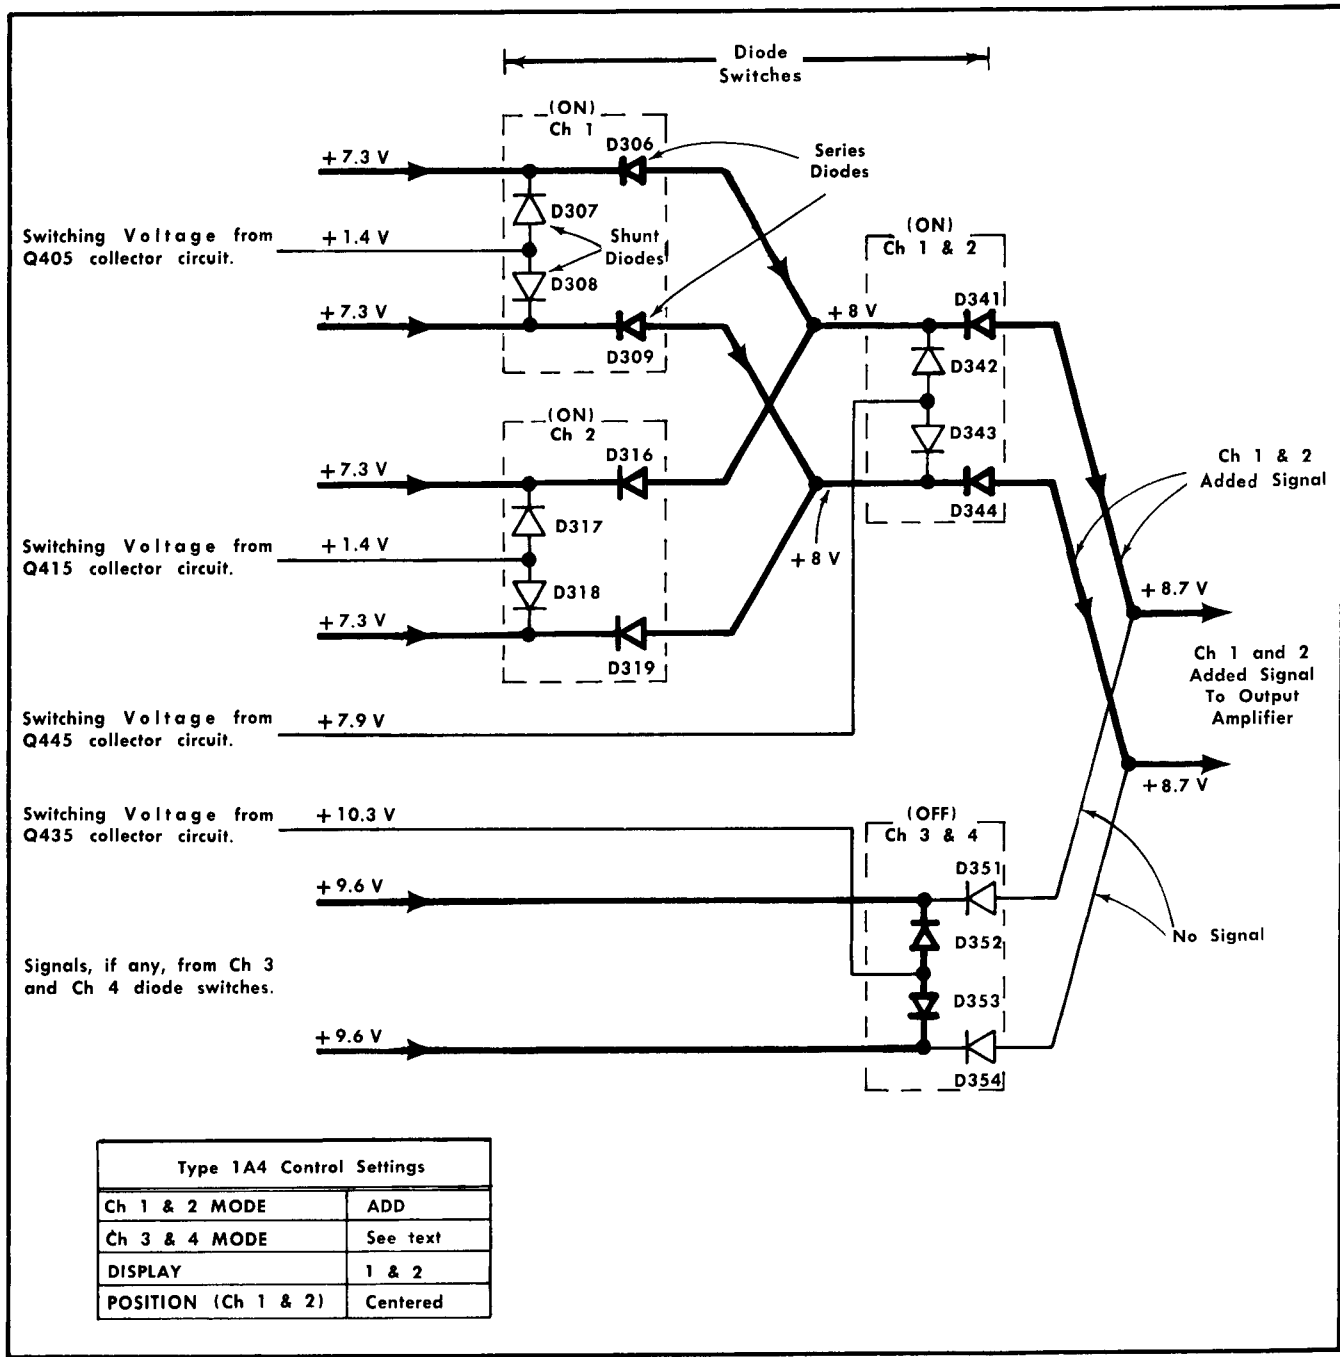 Diode
Switches
(ON)
Ch 1
D306
+7.3 V
Series
Diodes
D307
Switching Voltage from
Q405 collector circuit.
+1.4 V
Shunt
Diodes
D308
+7.3 V
D309
(ON)
Ch 1 & 2
D341
+8 V
D342
D343
D344
(ON)
Ch 2
D316
+7.3 V
D317
Switching Voltage from
Q415 collector circuit.
+1.4 V
D318
+7.3 V
D319
+8 V
Ch 1 & 2
Added Signal
+8.7 V
Ch 1 and 2
Added Signal
To Output
Amplifier
+8.7 V
Switching Voltage from
Q445 collector circuit.
+7.9 V
Switching Voltage from
Q435 collector circuit.
+10.3 V
(OFF)
Ch 3 & 4
D351
+9.6 V
D352
No Signal
Signals, if any, from Ch 3
and Ch 4 diode switches.
D353
+9.6 V
D354
Type 1A4 Control Settings
Ch 1 & 2 MODE ADD
Ch 3 & 4 MODE See text
DISPLAY 1 & 2
POSITION (Ch 1 & 2) Centered